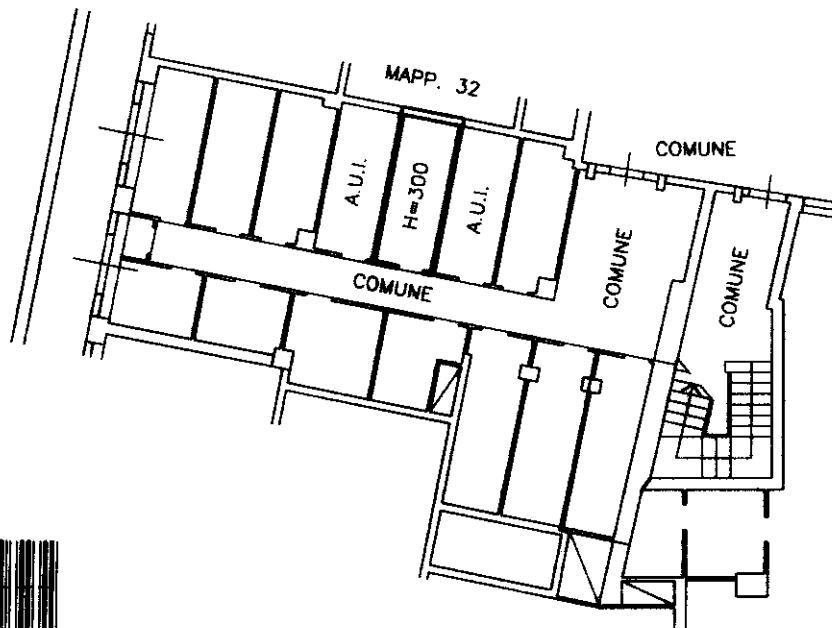 MAPP. 32
COMUNE
A.U.I.
H=300
A.U.I.
COMUNE
COMUNE
COMUNE